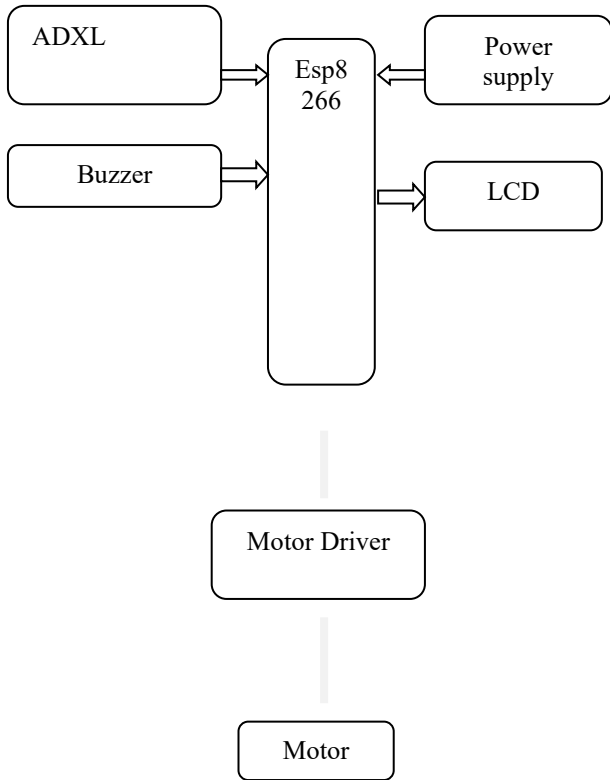 ADXL
Esp8
266
Power
supply
Buzzer
LCD
Motor Driver
Motor